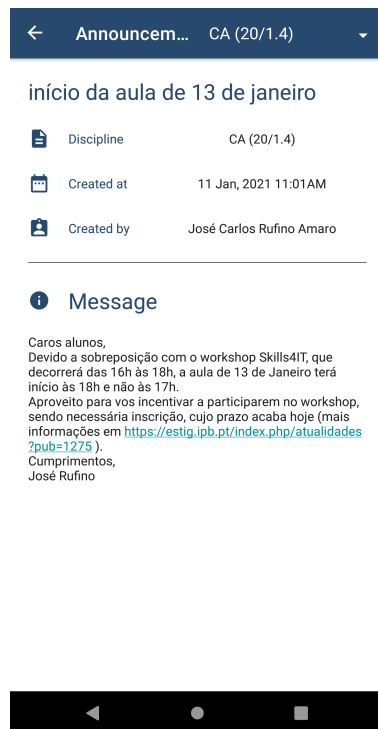 Announcem... CA (20/1.4)
início da aula de 13 de janeiro
Discipline CA (20/1.4)
Created at 11 Jan, 2021 11:01AM
Created by José Carlos Rufino Amaro
Message
Caros alunos,
Devido a sobreposição com o workshop Skills4IT, que
decorrerá das 16h às 18h, a aula de 13 de Janeiro terá
início às 18h e não às 17h.
Aproveito para vos incentivar a participarem no workshop,
sendo necessária inscrição, cujo prazo acaba hoje (mais
informações em https://estig.ipb.pt/index.php/atualidades
?pub=1275 ).
Cumprimentos,
José Rufino